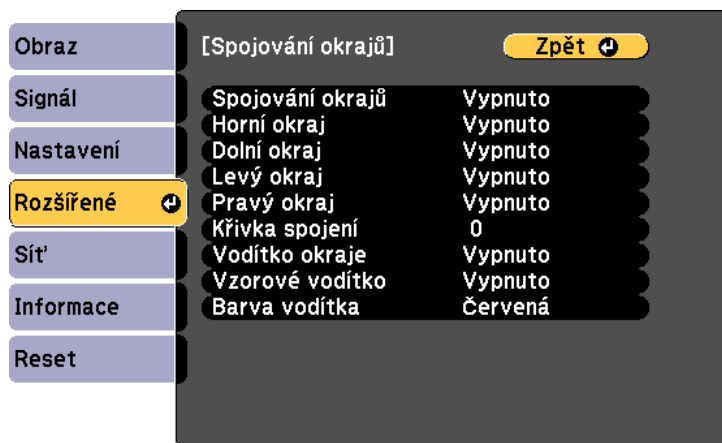 Obraz
Signál
Nastavení
Rozšířené
Síť
Informace
Reset
[Spojování okrajů] Zpět
Spojování okrajů Vypnuto
Horní okraj Vypnuto
Dolní okraj Vypnuto
Levý okraj Vypnuto
Pravý okraj Vypnuto
Křivka spojení 0
Vodítko okraje Vypnuto
Vzorové vodítko Vypnuto
Barva vodítka Červená